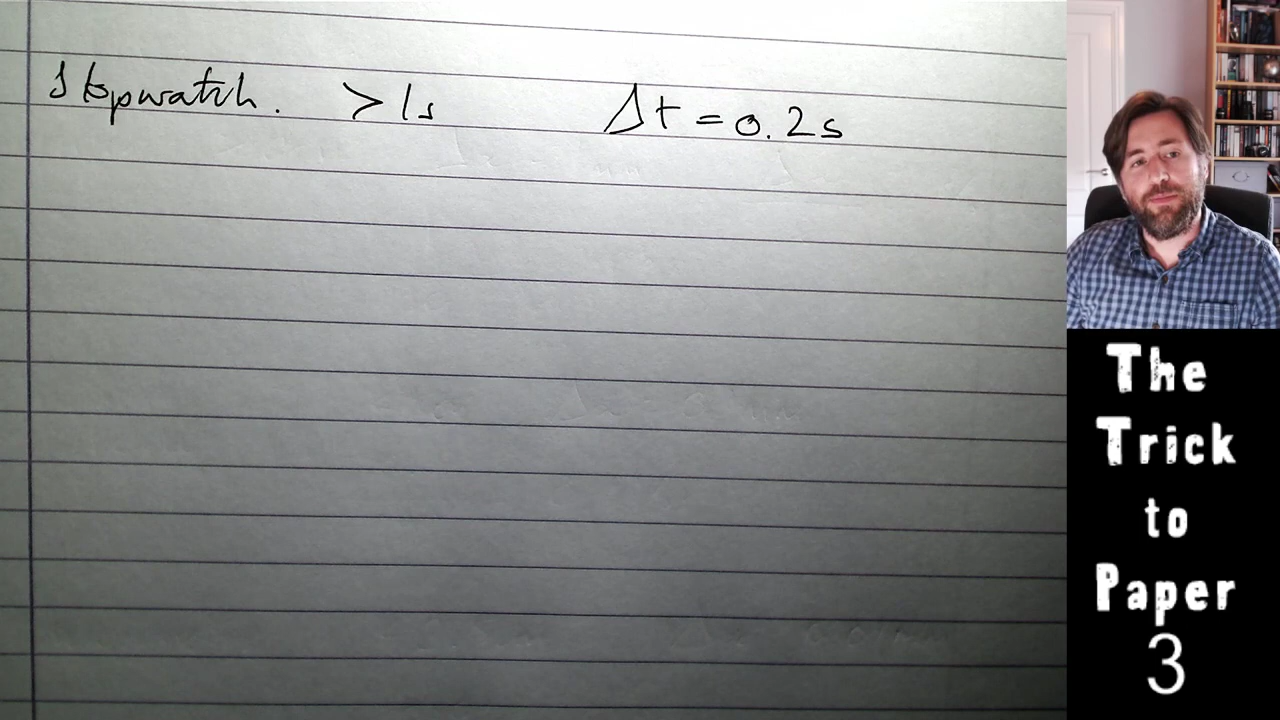 Stopwatch. > 1s Δt = 0.2s
The
Trick
to
Paper
3